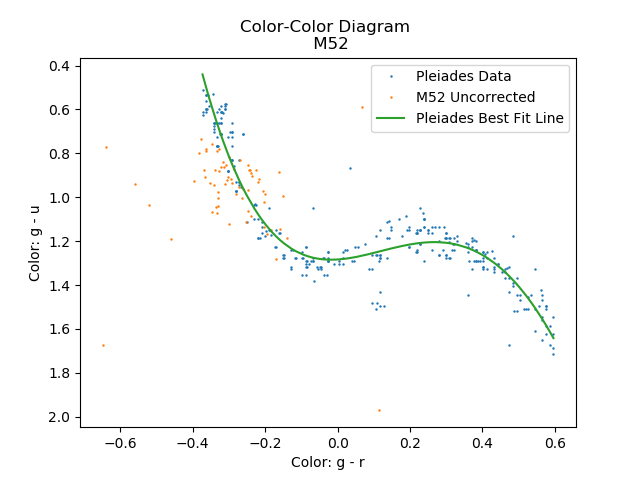 Color-Color Diagram
M52
Pleiades Data
M52 Uncorrected
Pleiades Best Fit Line
Color: g - u
0.4
0.6
0.8
1.0
1.2
1.4
1.6
1.8
2.0
−0.6
−0.4
−0.2
0.0
0.2
0.4
0.6
Color: g - r